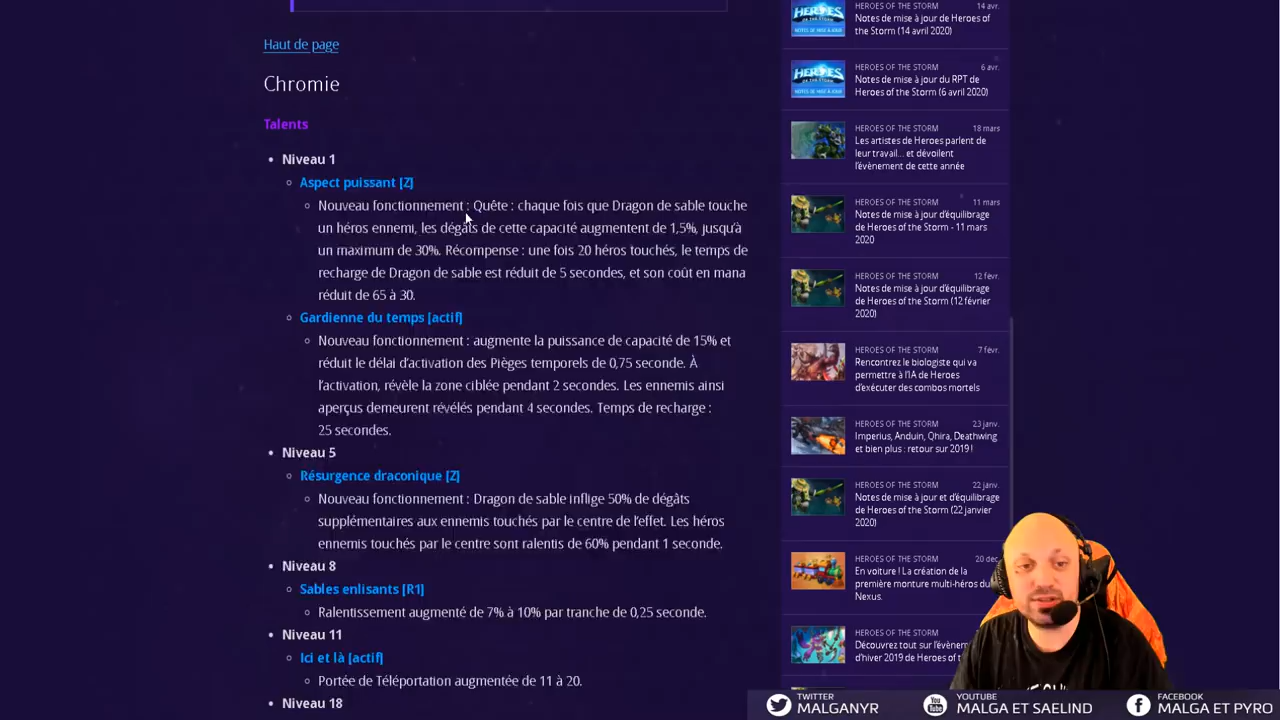 Haut de page
Chromie
Talents
Niveau 1
Aspect puissant [Z]
Nouveau fonctionnement : Quête : chaque fois que Dragon de sable touche
un héros ennemi, les dégâts de cette capacité augmentent de 1,5%, jusqu'à
un maximum de 30%. Récompense : une fois 20 héros touchés, le temps de
recharge de Dragon de sable est réduit de 5 secondes, et son coût en mana
réduit de 65 à 30.
Gardienne du temps [actif]
Nouveau fonctionnement : augmente la puissance de capacité de 15% et
réduit le délai d'activation des Pièges temporels de 0,75 seconde. À
l'activation, révèle la zone ciblée pendant 2 secondes. Les ennemis ainsi
aperçus demeurent révélés pendant 4 secondes. Temps de recharge :
25 secondes.
Niveau 5
Résurgence draconique [Z]
Nouveau fonctionnement : Dragon de sable inflige 50% de dégâts
supplémentaires aux ennemis touchés par le centre de l'effet. Les héros
ennemis touchés par le centre sont ralentis de 60% pendant 1 seconde.
Niveau 8
Sables enlisants [R1]
Ralentissement augmenté de 7% à 10% par tranche de 0,25 seconde.
Niveau 11
Ici et là [actif]
Portée de Téléportation augmentée de 11 à 20.
Niveau 18
HEROES OF THE STORM 14 avr.
Notes de mise à jour de Heroes of
the Storm (14 avril 2020)
HEROES OF THE STORM 6 avr.
Notes de mise à jour du RPT de
Heroes of the Storm (6 avril 2020)
HEROES OF THE STORM 18 mars
Les artistes de Heroes parlent de
leur travail... et dévoilent
l'évènement de cette année
HEROES OF THE STORM 11 mars
Notes de mise à jour d'équilibrage
de Heroes of the Storm - 11 mars
2020
HEROES OF THE STORM 12 févr.
Notes de mise à jour d'équilibrage
de Heroes of the Storm (12 février
2020)
HEROES OF THE STORM 7 févr.
Rencontrez le biologiste qui va
permettre à l'IA de Heroes
d'exécuter des combos mortels
HEROES OF THE STORM 23 janv.
Imperius, Anduin, Qhira, Deathwing
et bien plus : retour sur 2019 !
HEROES OF THE STORM 22 janv.
Notes de mise à jour et d'équilibrage
de Heroes of the Storm (22 janvier
2020)
HEROES OF THE STORM 20 déc.
En voiture ! La création de la
première monture multi-héros du
Nexus.
HEROES OF THE STORM
Découvrez tout sur l'évènem
d'hiver 2019 de Heroes of t
TWITTER
MALGANYR
YOUTUBE
MALGA ET SAELIND
FACEBOOK
MALGA ET PYRO